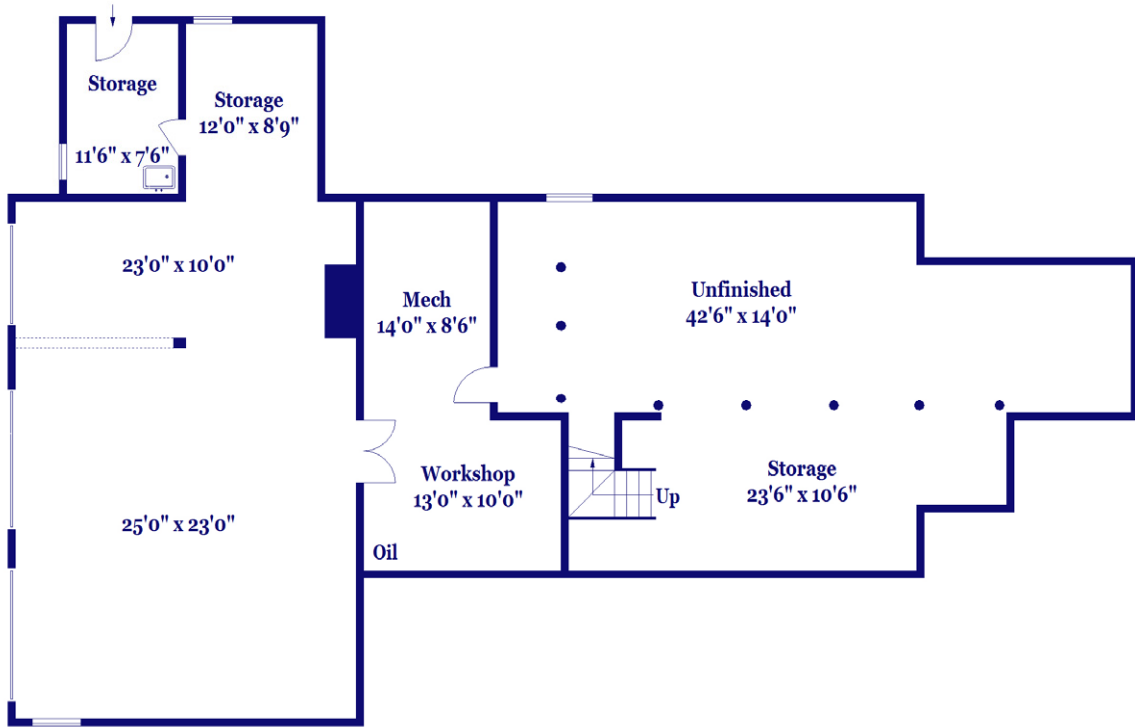 Storage
11'6" x 7'6"
Storage
12'0" x 8'9"
23'0" x 10'0"
Mech
14'0" x 8'6"
Unfinished
42'6" x 14'0"
Workshop
13'0" x 10'0"
Up
Storage
23'6" x 10'6"
25'0" x 23'0"
Oil